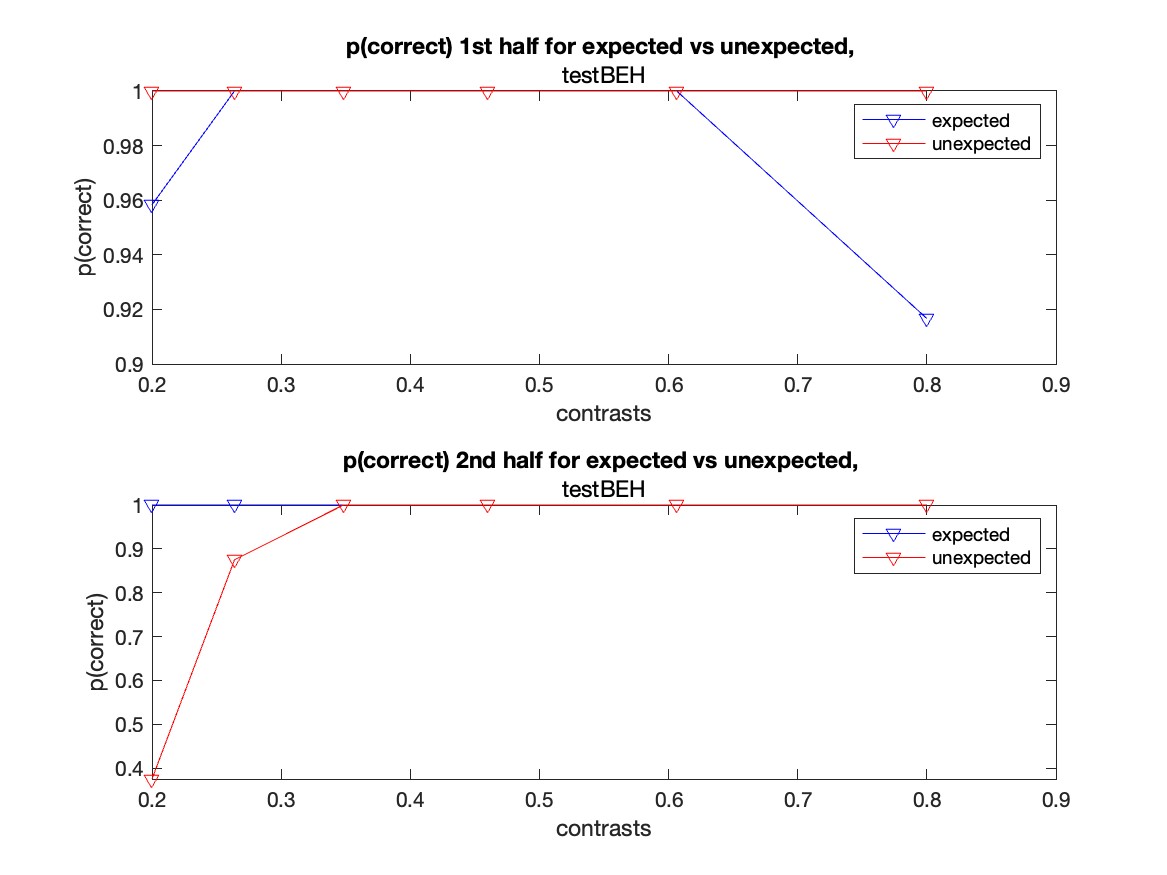 p(correct) 1st half for expected vs unexpected,
testBEH
1
0.98
0.96
0.94
0.92
0.9
p(correct)
expected
unexpected
0.2 0.3 0.4 0.5 0.6 0.7 0.8 0.9
contrasts
p(correct) 2nd half for expected vs unexpected,
testBEH
1
0.9
0.8
0.7
0.6
0.5
0.4
p(correct)
expected
unexpected
0.2 0.3 0.4 0.5 0.6 0.7 0.8 0.9
contrasts